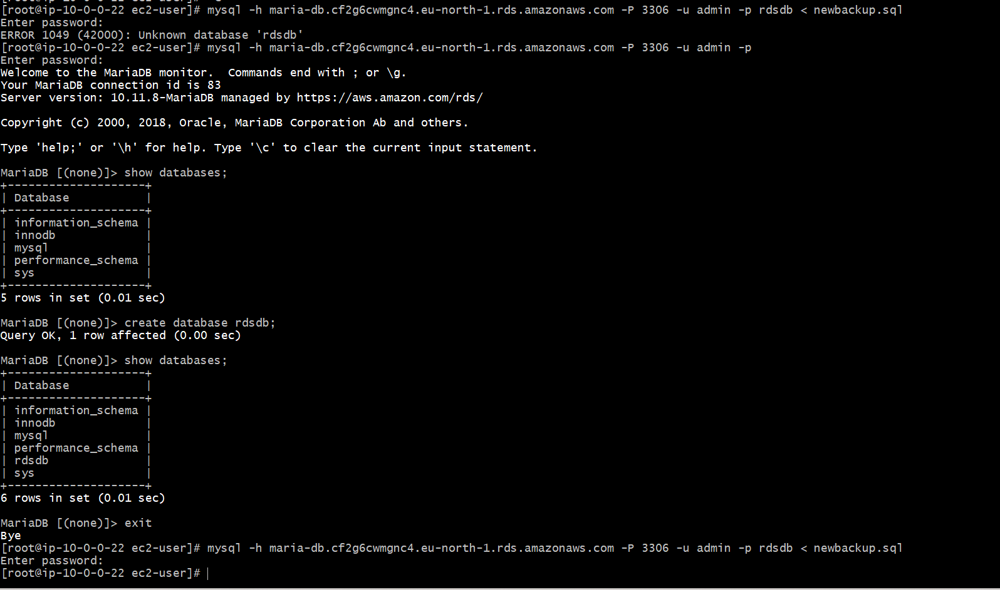 [root@ip-10-0-0-22 ec2-user]# mysql -h maria-db.cf2g6cwmgnc4.eu-north-1.rds.amazonaws.com -P 3306 -u admin -p rdsdb < newbackup.sql
Enter password:
ERROR 1049 (42000): Unknown database 'rdsdb'
[root@ip-10-0-0-22 ec2-user]# mysql -h maria-db.cf2g6cwmgnc4.eu-north-1.rds.amazonaws.com -P 3306 -u admin -p
Enter password:
Welcome to the MariaDB monitor.  Commands end with ; or \g.
Your MariaDB connection id is 83
Server version: 10.11.8-MariaDB managed by https://aws.amazon.com/rds/
Copyright (c) 2000, 2018, Oracle, MariaDB Corporation Ab and others.
Type 'help;' or '\h' for help. Type '\c' to clear the current input statement.
MariaDB [(none)]> show databases;
+--------------------+
| Database           |
+--------------------+
| information_schema |
| innodb             |
| mysql              |
| performance_schema |
| sys                |
+--------------------+
5 rows in set (0.01 sec)
MariaDB [(none)]> create database rdsdb;
Query OK, 1 row affected (0.00 sec)
MariaDB [(none)]> show databases;
+--------------------+
| Database           |
+--------------------+
| information_schema |
| innodb             |
| mysql              |
| performance_schema |
| rdsdb              |
| sys                |
+--------------------+
6 rows in set (0.01 sec)
MariaDB [(none)]> exit
Bye
[root@ip-10-0-0-22 ec2-user]# mysql -h maria-db.cf2g6cwmgnc4.eu-north-1.rds.amazonaws.com -P 3306 -u admin -p rdsdb < newbackup.sql
Enter password:
[root@ip-10-0-0-22 ec2-user]#